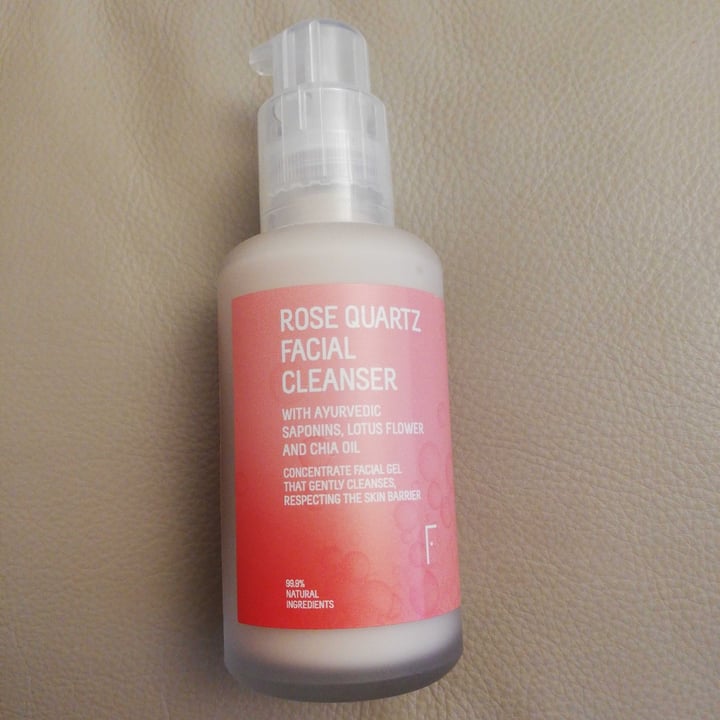 ROSE QUARTZ
FACIAL
CLEANSER
WITH AYURVEDIC
SAPONINS, LOTUS FLOWER
AND CHIA OIL
CONCENTRATE FACIAL GEL
THAT GENTLY CLEANSES,
RESPECTING THE SKIN BARRIER
F
99.9%
NATURAL
INGREDIENTS